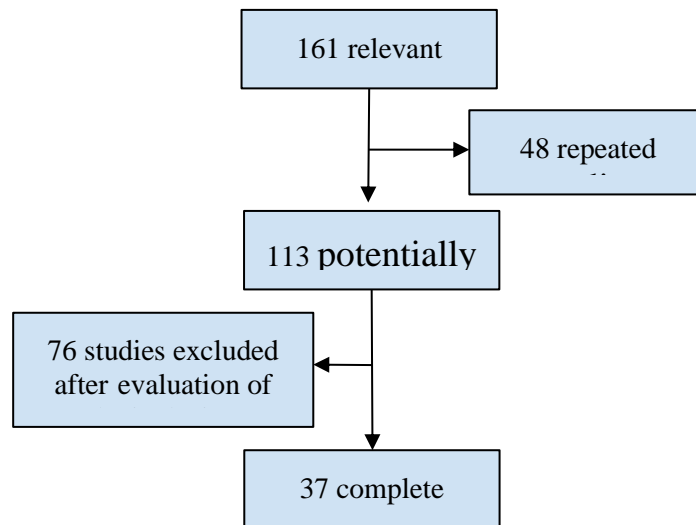 161 relevant
48 repeated
113 potentially
76 studies excluded
after evaluation of
37 complete